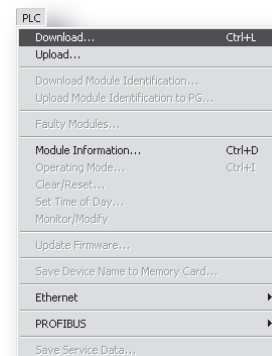 PLC
Download... Ctrl+L
Upload...
Download Module Identification...
Upload Module Identification to PG...
Faulty Modules...
Module Information... Ctrl+D
Operating Mode... Ctrl+I
Clear/Reset...
Set Time of Day...
Monitor/Modify
Update Firmware...
Save Device Name to Memory Card...
Ethernet
PROFIBUS
Save Service Data...